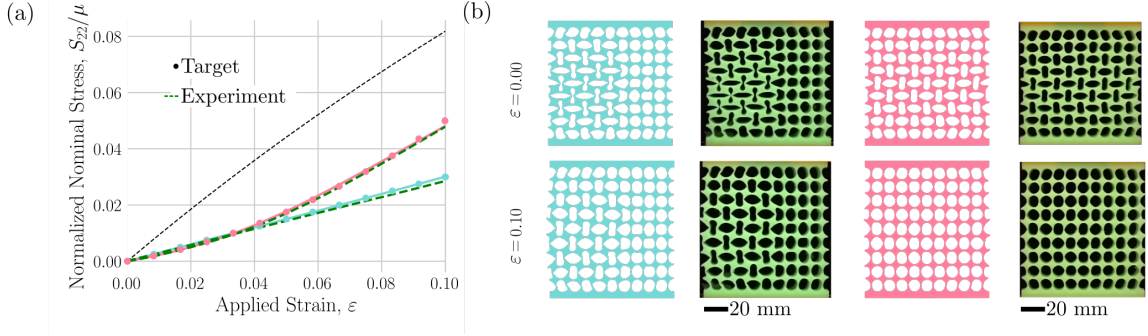 (a)
Normalized Nominal Stress, S₂₂/μ
0.08
0.06
0.04
0.02
0.00
Target
Experiment
0.00 0.02 0.04 0.06 0.08 0.10
Applied Strain, ε
(b)
ε = 0.00
ε = 0.10
20 mm
20 mm